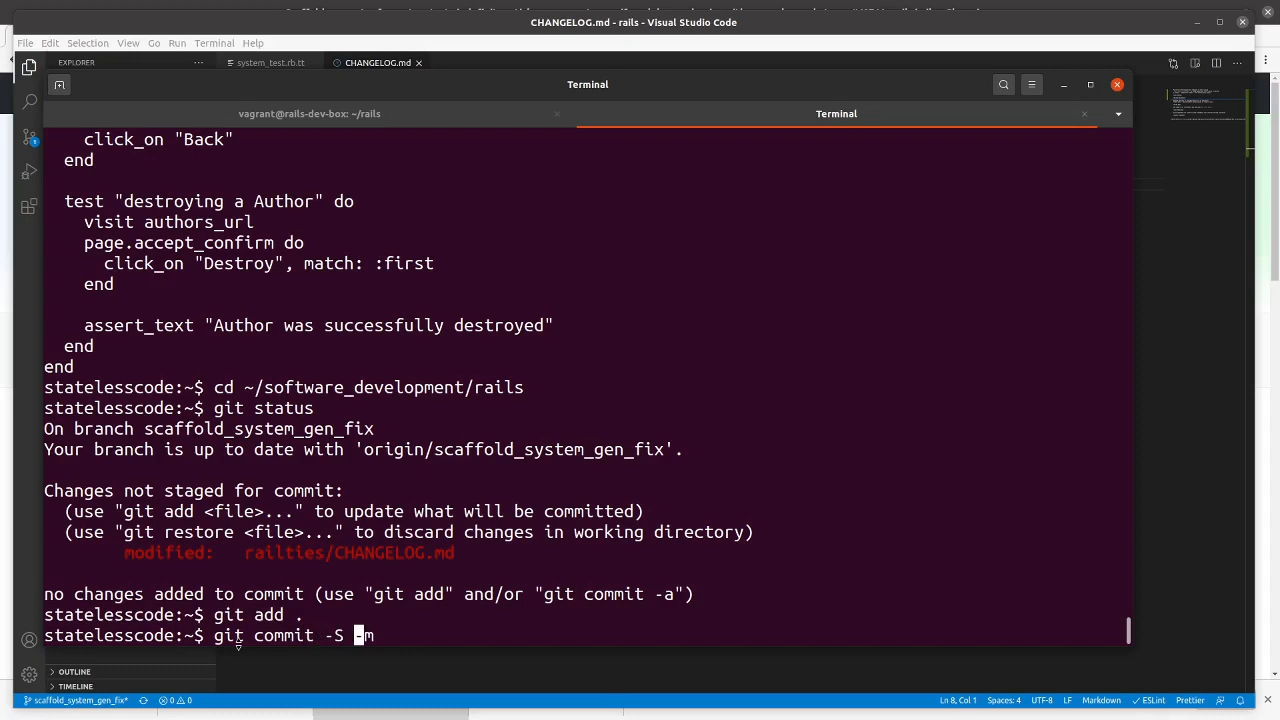 CHANGELOG.md - rails - Visual Studio Code
File Edit Selection View Go Run Terminal Help
EXPLORER ... system_test.rb.tt CHANGELOG.md
Terminal
vagrant@rails-dev-box: ~/rails
Terminal
click_on "Back"
end
test "destroying a Author" do
visit authors_url
page.accept_confirm do
click_on "Destroy", match: :first
end
assert_text "Author was successfully destroyed"
end
end
statelesscode:~$ cd ~/software_development/rails
statelesscode:~$ git status
On branch scaffold_system_gen_fix
Your branch is up to date with 'origin/scaffold_system_gen_fix'.
Changes not staged for commit:
(use "git add <file>..." to update what will be committed)
(use "git restore <file>..." to discard changes in working directory)
modified: railties/CHANGELOG.md
no changes added to commit (use "git add" and/or "git commit -a")
statelesscode:~$ git add .
statelesscode:~$ git commit -S -m
1
OUTLINE
TIMELINE
scaffold_system_gen_fix* 0 0 Ln 8, Col 1 Spaces: 4 UTF-8 LF Markdown ESLint Prettier